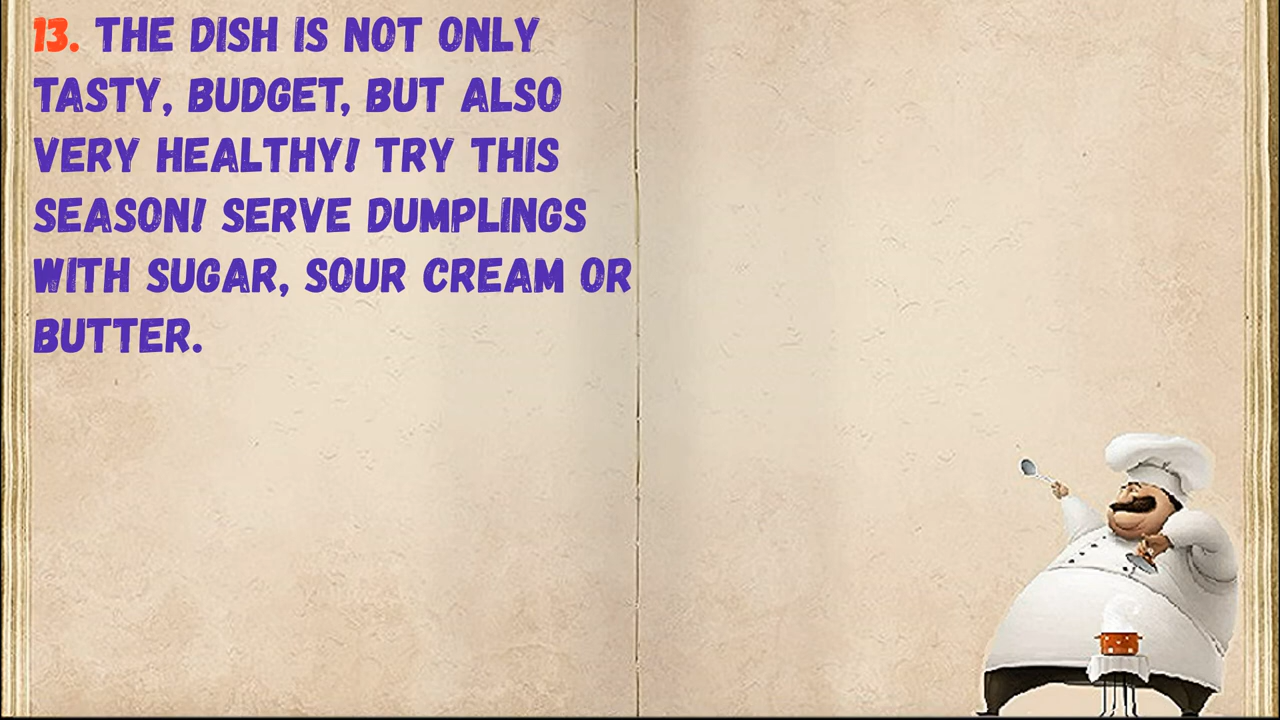 13. THE DISH IS NOT ONLY
TASTY, BUDGET, BUT ALSO
VERY HEALTHY! TRY THIS
SEASON! SERVE DUMPLINGS
WITH SUGAR, SOUR CREAM OR
BUTTER.